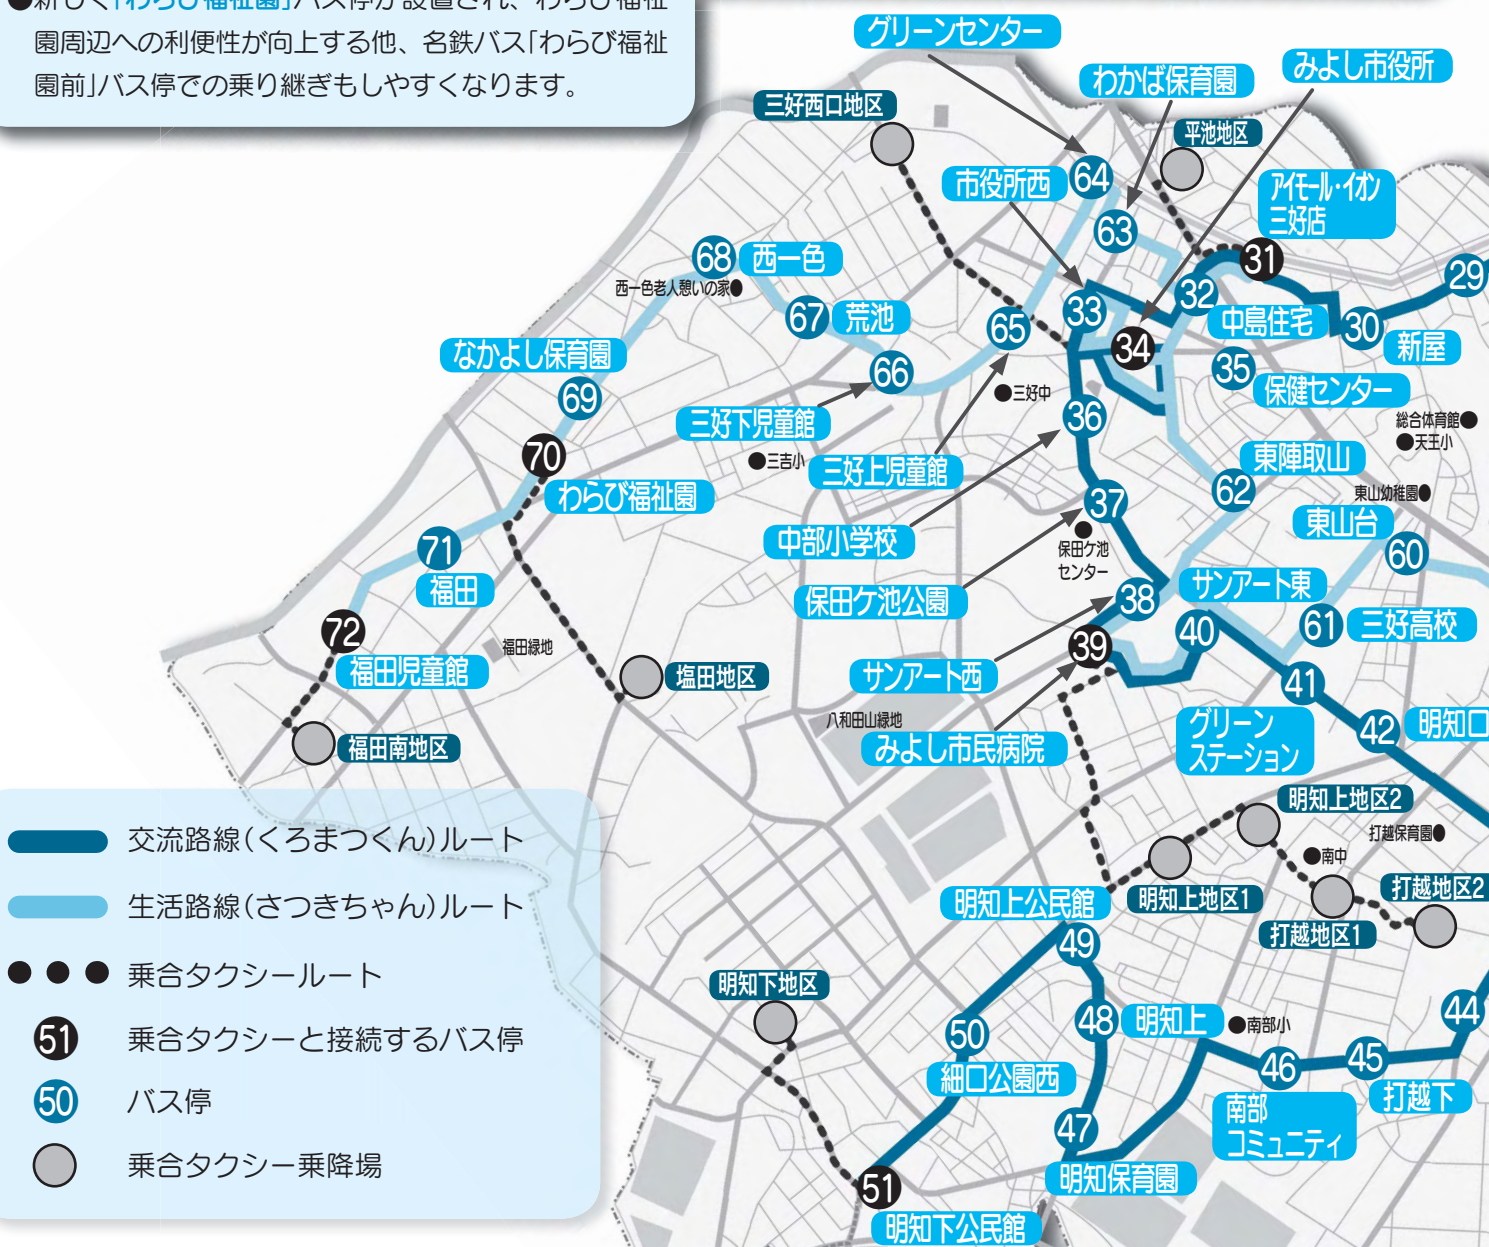 ●新しく「わらび福祉園」バス停が設置され、わらび福祉
園周辺への利便性が向上する他、名鉄バス「わらび福祉
園前」バス停での乗り継ぎもしやすくなります。
グリーンセンター
わかば保育園
みよし市役所
三好西口地区
平池地区
市役所西
64
アイモール・イオン
三好店
63
31
29
68
西一色
西一色老人憩いの家
32
33
67
荒池
65
中島住宅
30
新屋
34
なかよし保育園
66
35
保健センター
69
三好中
三好下児童館
36
総合体育館
天王小
70
三吉小
三好上児童館
東陣取山
わらび福祉園
62
東山幼稚園
37
東山台
中部小学校
71
保田ケ池
センター
60
福田
保田ケ池公園
38
サンアート東
72
40
61
三好高校
福田緑地
39
福田児童館
塩田地区
サンアート西
41
八和田山緑地
グリーン
ステーション
42
明知口
福田南地区
みよし市民病院
明知上地区2
打越保育園
南中
明知上地区1
打越地区2
打越地区1
明知上公民館
49
明知下地区
44
48
明知上
南部小
50
46
45
細口公園西
打越下
南部
コミュニティ
47
明知保育園
51
明知下公民館
交流路線(くろまつくん)ルート
生活路線(さつきちゃん)ルート
乗合タクシールート
51
乗合タクシーと接続するバス停
50
バス停
乗合タクシー乗降場